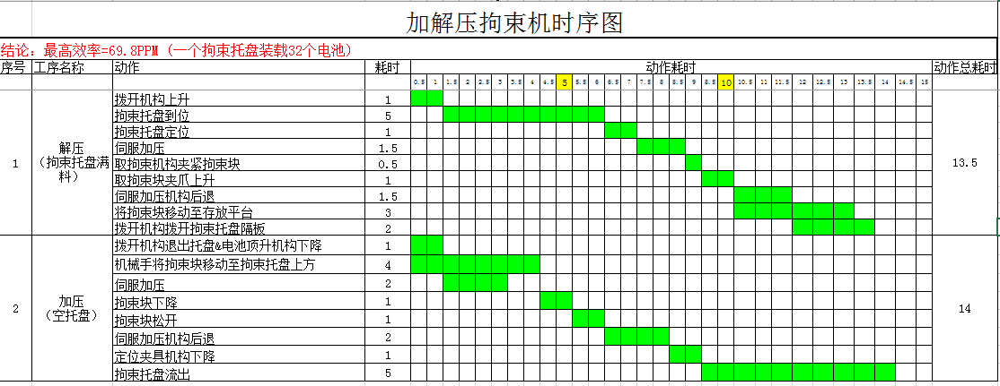 加解压拘束机时序图
结论：最高效率=69.8PPM（一个拘束托盘装载32个电池）
序号 工序名称 动作 耗时 动作耗时 动作总耗时
0.5 1 1.5 2 2.5 3 3.5 4 4.5 5 5.5 6 6.5 7 7.5 8 8.5 9 8.5 10 10.5 11 11.5 12 12.5 13 13.5 14 14.5 15
1
解压
（拘束托盘满
料）
拨开机构上升 1
拘束托盘到位 5
拘束托盘定位 1
伺服加压 1.5
取拘束机构夹紧拘束块 0.5
取拘束块夹爪上升 1
伺服加压机构后退 1.5
将拘束块移动至存放平台 3
拨开机构拨开拘束托盘隔板 2
13.5
2
加压
（空托盘）
拨开机构退出托盘&电池顶升机构下降 1
机械手将拘束块移动至拘束托盘上方 4
伺服加压 2
拘束块下降 1
拘束块松开 1
伺服加压机构后退 2
定位夹具机构下降 1
拘束托盘流出 5
14